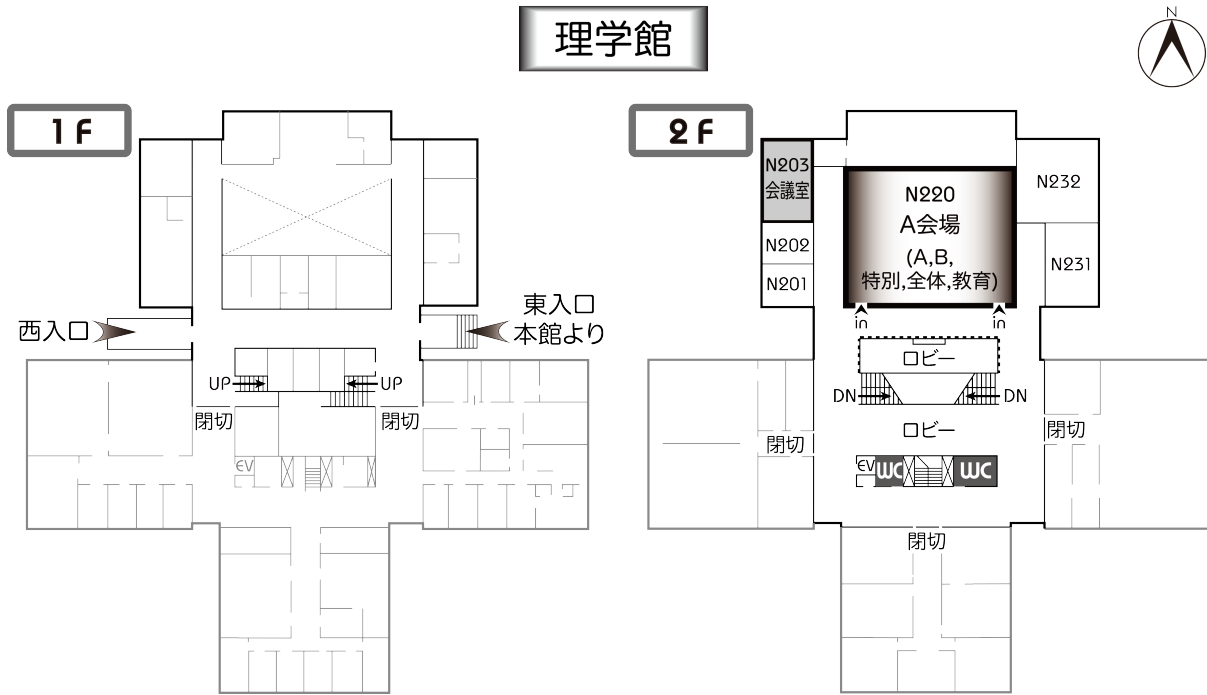 理学館
N
1F
西入口
東入口
本館より
UP
UP
閉切
閉切
EV
2F
N203
会議室
N202
N201
N220
A会場
(A,B,
特別,全体,教育)
N232
N231
in
in
ロビー
DN
DN
ロビー
閉切
閉切
EV
WC
WC
閉切